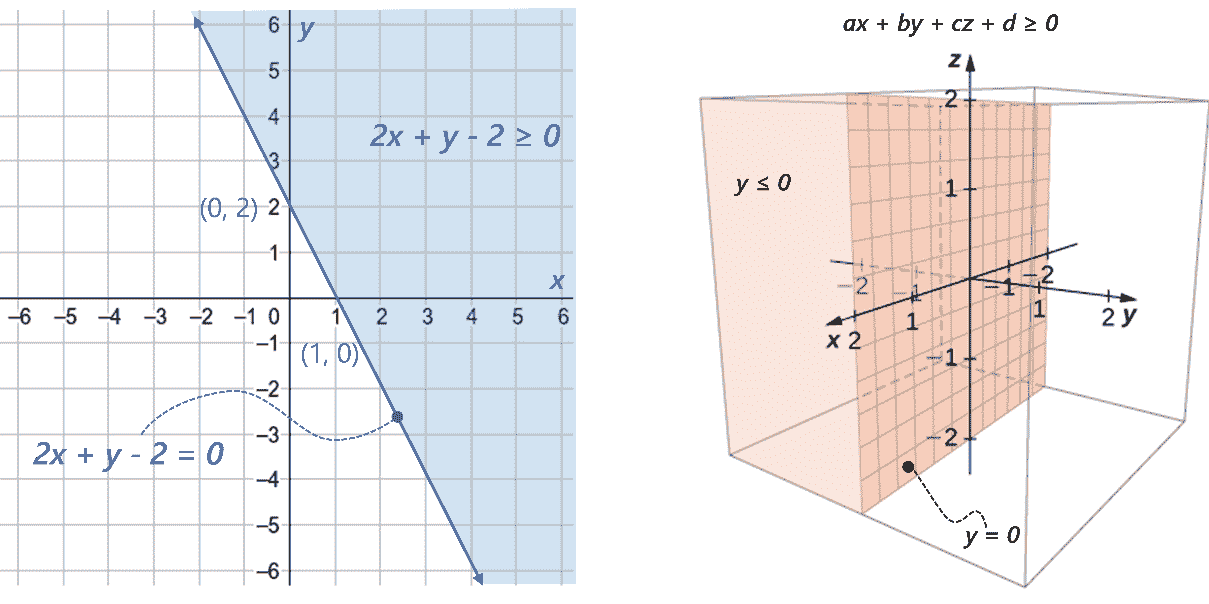 6
y
5
4
2x + y - 2 ≥ 0
3
(0, 2) 2
1
x
–6 –5 –4 –3 –2 –1 0 1 2 3 4 5 6
–1
(1, 0)
–2
–3
2x + y - 2 = 0
–4
–5
–6
ax + by + cz + d ≥ 0
z
2
y ≤ 0
1
–2 –1 –1 –2
x 2 1 1 2 y
–1
–2
y = 0